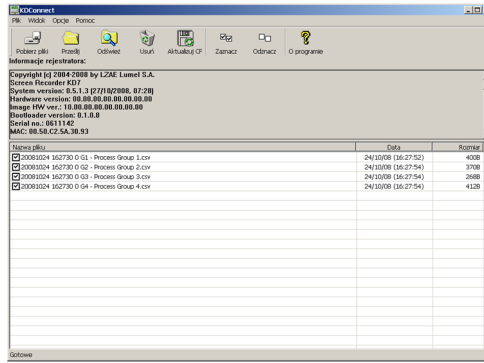 KDConnect
Plik Widok Opcje Pomoc
Pobierz pliki Prześlij Odśwież Usuń Aktualizuj CF Zaznacz Odznacz O programie
Informacje rejestratora:
Copyright (c) 2004-2008 by LZAE Lumel S.A.
Screen Recorder KD7
System version: 0.5.1.3 (27/10/2008, 07:28)
Hardware version: 00.00.00.00.00.00.00.00
Image HW ver.: 10.00.00.00.00.00.00.00
Bootloader version: 0.1.0.8
Serial no.: 0611142
MAC: 00.50.C2.5A.30.93
Nazwa pliku Data Rozmiar
20081024 162730 0 G1 - Process Group 1.csv 24/10/08 (16:27:52) 400B
20081024 162730 0 G2 - Process Group 2.csv 24/10/08 (16:27:54) 370B
20081024 162730 0 G3 - Process Group 3.csv 24/10/08 (16:27:54) 268B
20081024 162730 0 G4 - Process Group 4.csv 24/10/08 (16:27:54) 412B
Gotowe